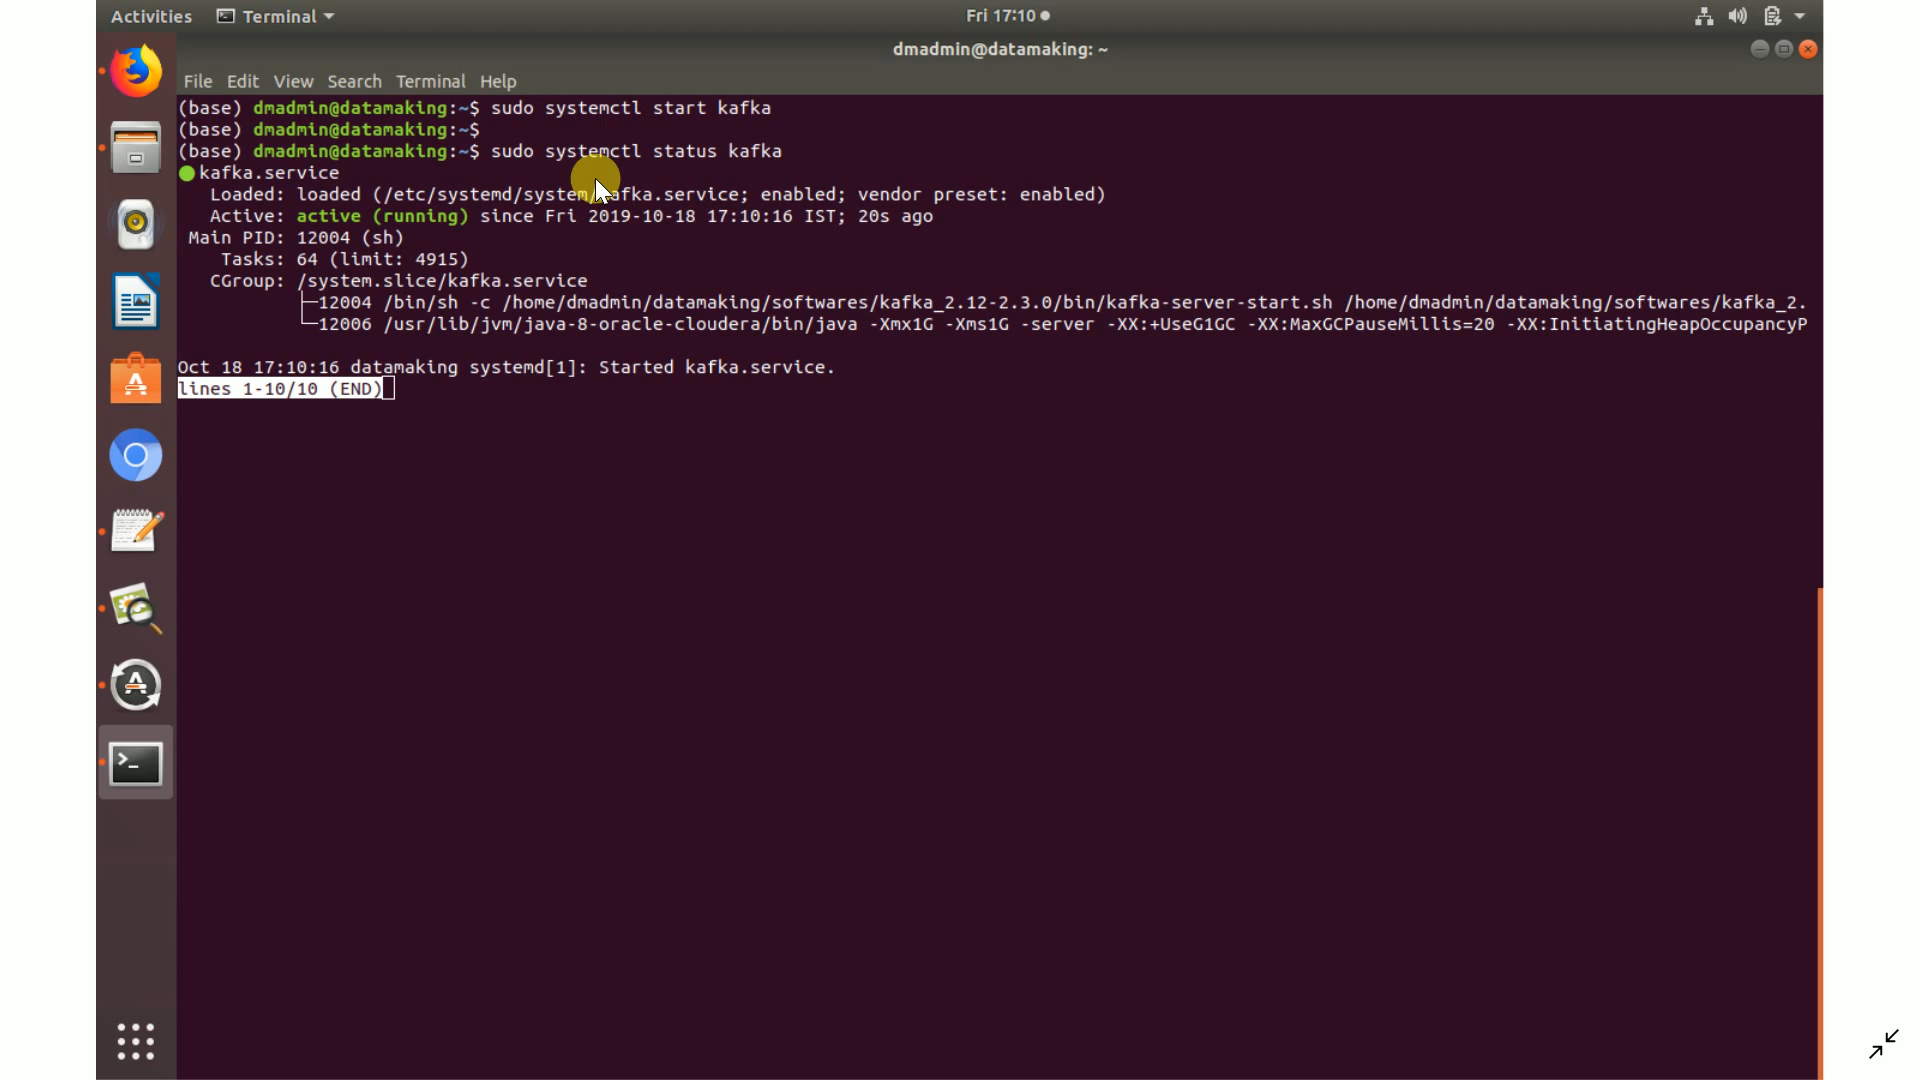 Activities Terminal Fri 17:10
dmadmin@datamaking: ~
File Edit View Search Terminal Help
(base) dmadmin@datamaking:~$ sudo systemctl start kafka
(base) dmadmin@datamaking:~$
(base) dmadmin@datamaking:~$ sudo systemctl status kafka
● kafka.service
Loaded: loaded (/etc/systemd/system/kafka.service; enabled; vendor preset: enabled)
Active: active (running) since Fri 2019-10-18 17:10:16 IST; 20s ago
Main PID: 12004 (sh)
Tasks: 64 (limit: 4915)
CGroup: /system.slice/kafka.service
├─12004 /bin/sh -c /home/dmadmin/datamaking/softwares/kafka_2.12-2.3.0/bin/kafka-server-start.sh /home/dmadmin/datamaking/softwares/kafka_2.
└─12006 /usr/lib/jvm/java-8-oracle-cloudera/bin/java -Xmx1G -Xms1G -server -XX:+UseG1GC -XX:MaxGCPauseMillis=20 -XX:InitiatingHeapOccupancyP
Oct 18 17:10:16 datamaking systemd[1]: Started kafka.service.
lines 1-10/10 (END)